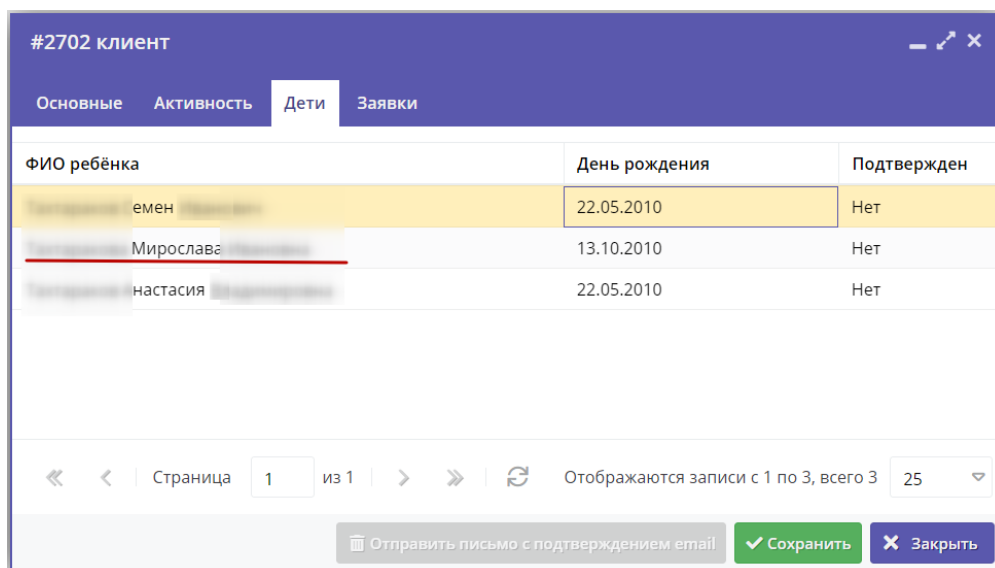 #2702 клиент
Основные Активность Дети Заявки
ФИО ребёнка День рождения Подтвержден
22.05.2010 Нет
Мирослава 13.10.2010 Нет
22.05.2010 Нет
Страница 1 из 1 Отображаются записи с 1 по 3, всего 3 25
Отправить письмо с подтверждением email Сохранить Закрыть